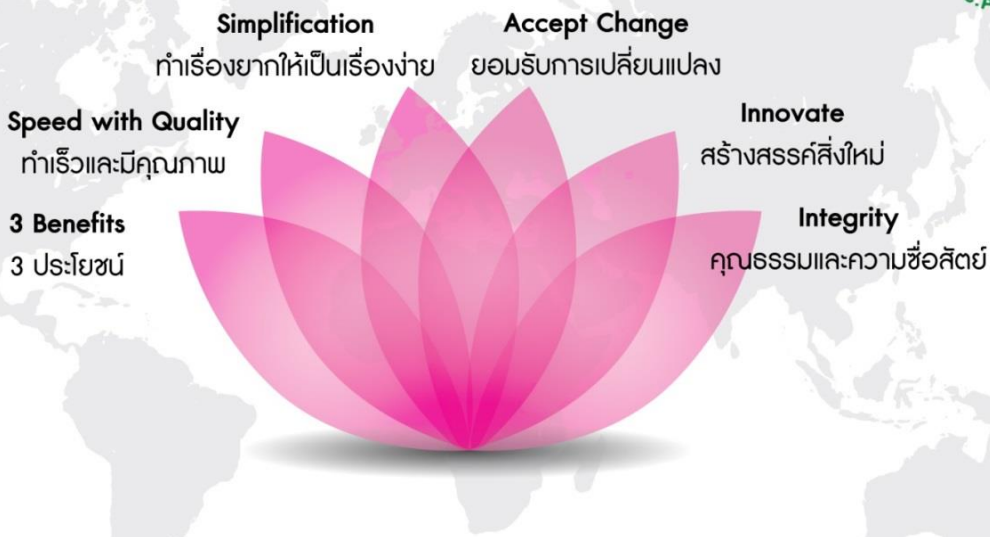 Simplification
ทำเรื่องยากให้เป็นเรื่องง่าย
Accept Change
ยอมรับการเปลี่ยนแปลง
Speed with Quality
ทำเร็วและมีคุณภาพ
Innovate
สร้างสรรค์สิ่งใหม่
3 Benefits
3 ประโยชน์
Integrity
คุณธรรมและความซื่อสัตย์